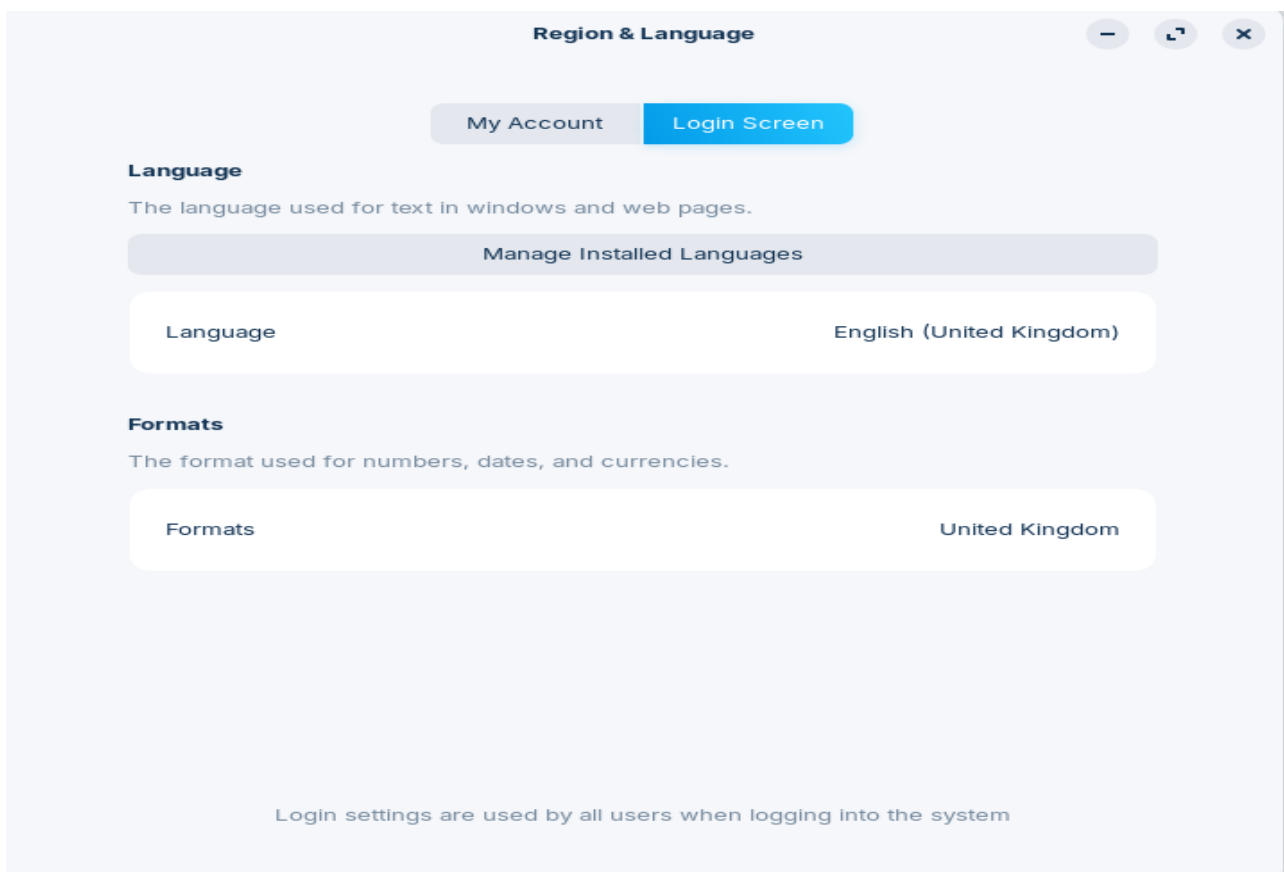 Region & Language
My Account
Login Screen
Language
The language used for text in windows and web pages.
Manage Installed Languages
Language English (United Kingdom)
Formats
The format used for numbers, dates, and currencies.
Formats United Kingdom
Login settings are used by all users when logging into the system